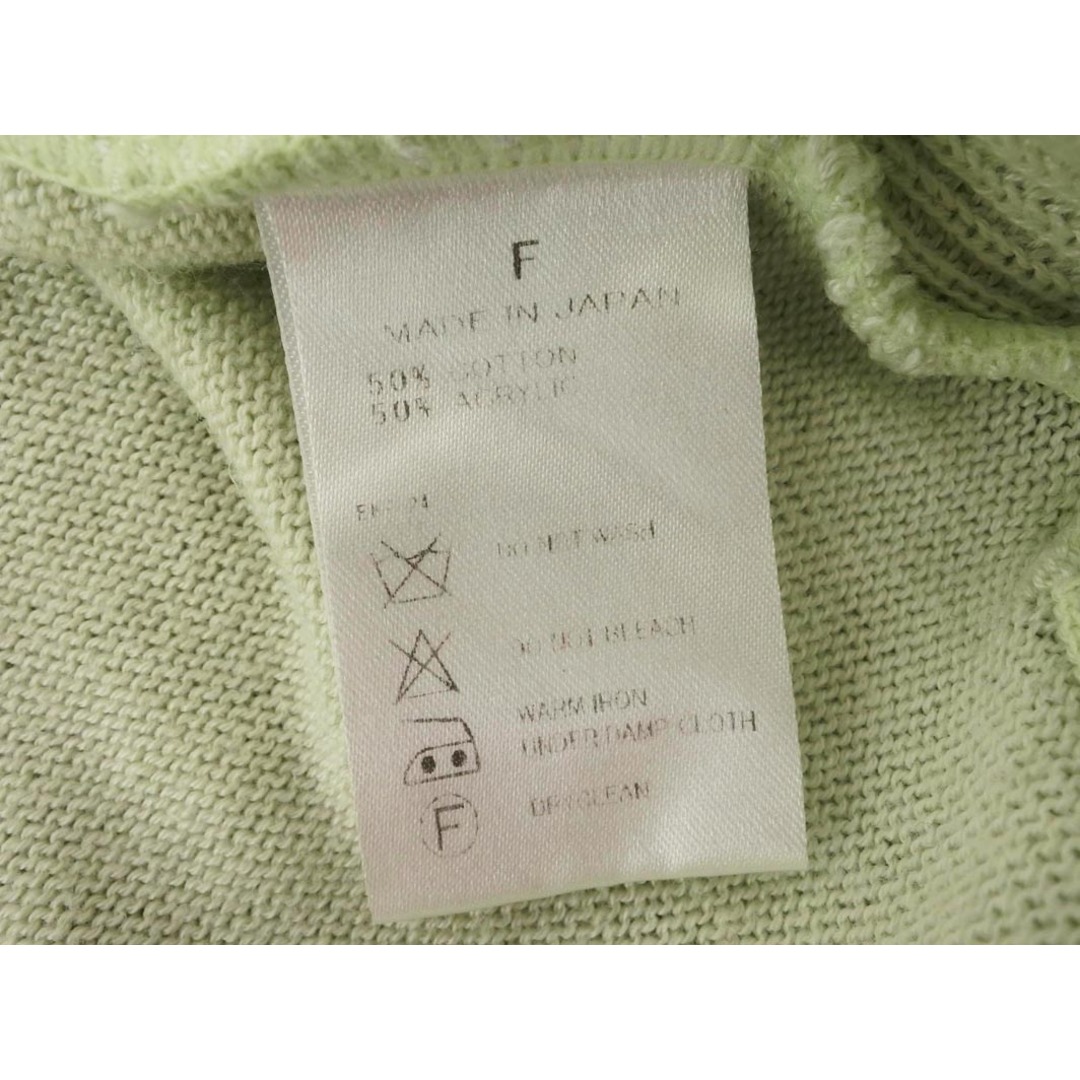 F
MADE IN JAPAN
50% COTTON
50% ACRYLIC
DO NOT WASH
DO NOT BLEACH
WARM IRON
UNDER DAMP CLOTH
F
DRYCLEAN